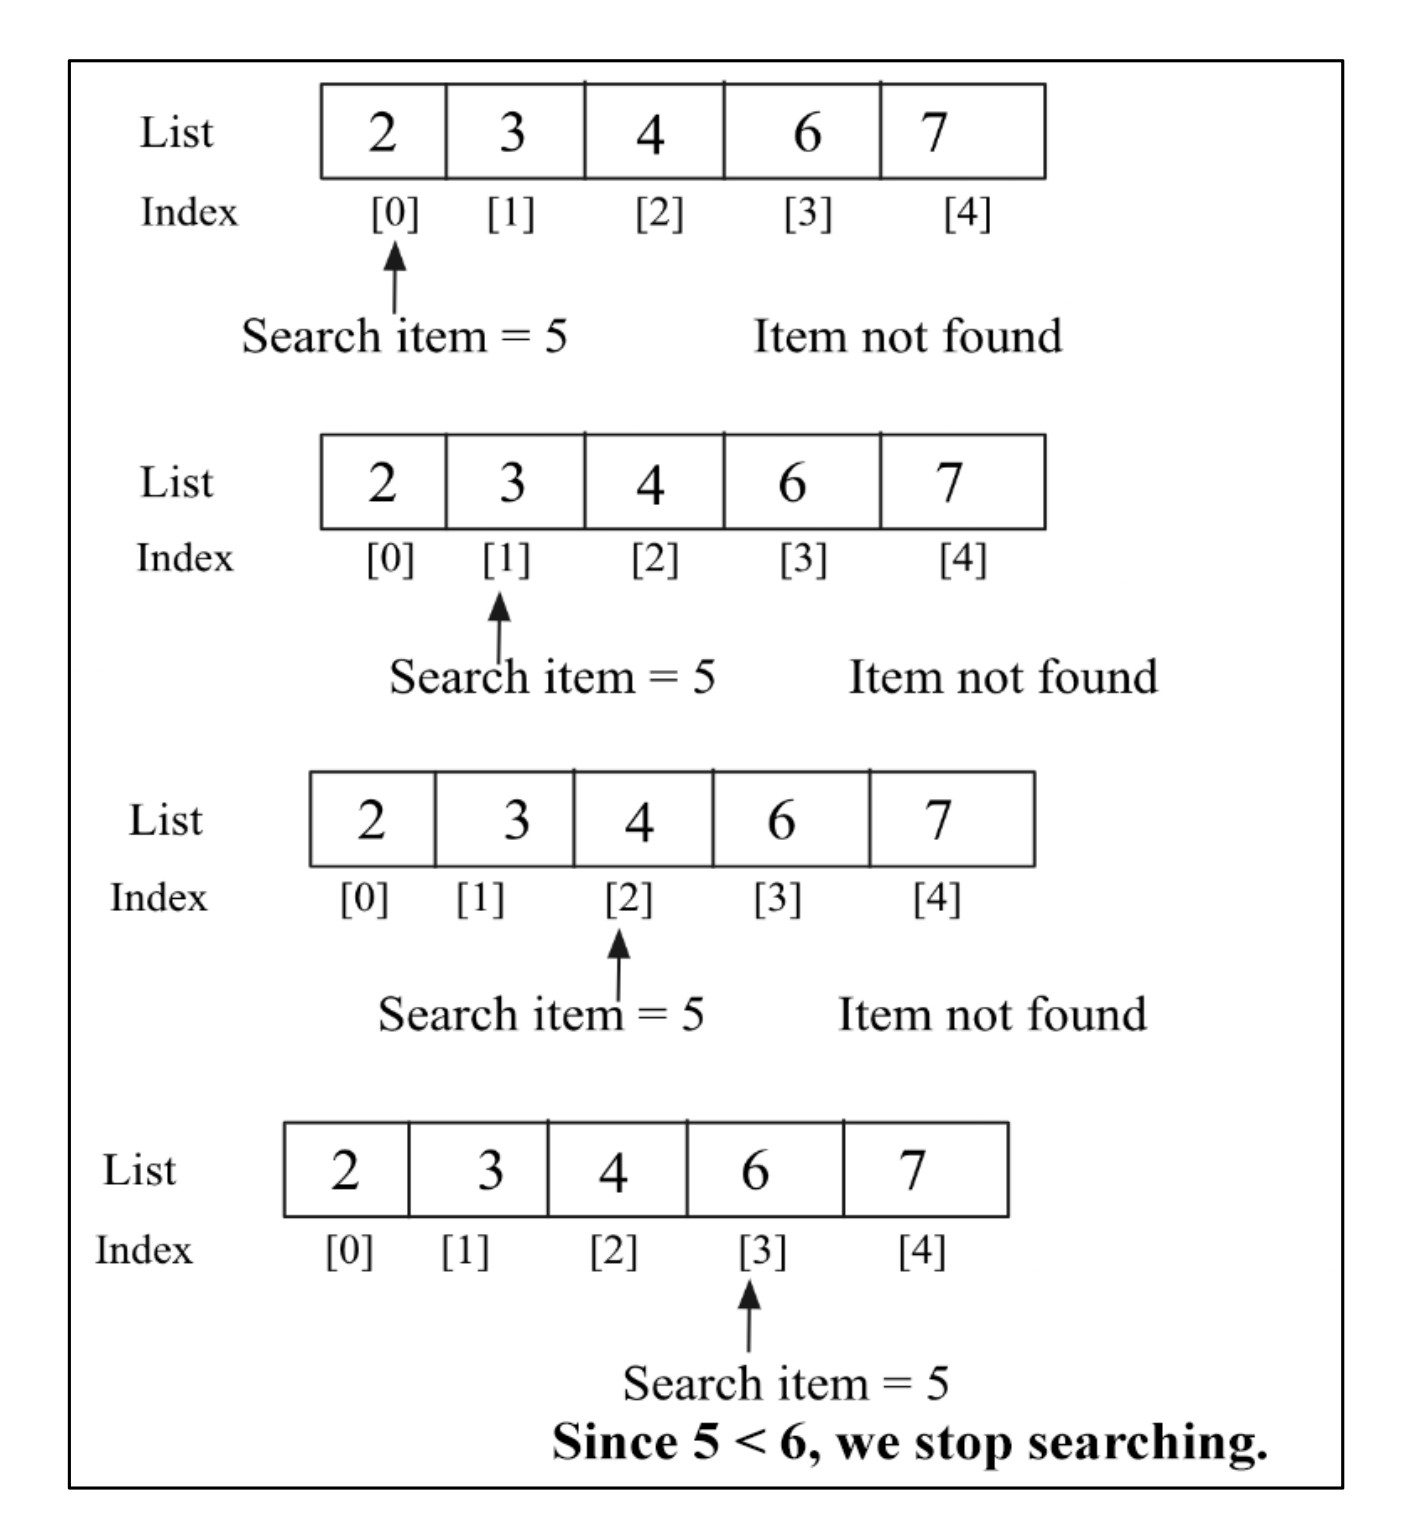 List 2 3 4 6 7
Index [0] [1] [2] [3] [4]
Search item = 5 Item not found
List 2 3 4 6 7
Index [0] [1] [2] [3] [4]
Search item = 5 Item not found
List 2 3 4 6 7
Index [0] [1] [2] [3] [4]
Search item = 5 Item not found
List 2 3 4 6 7
Index [0] [1] [2] [3] [4]
Search item = 5
Since 5 < 6, we stop searching.